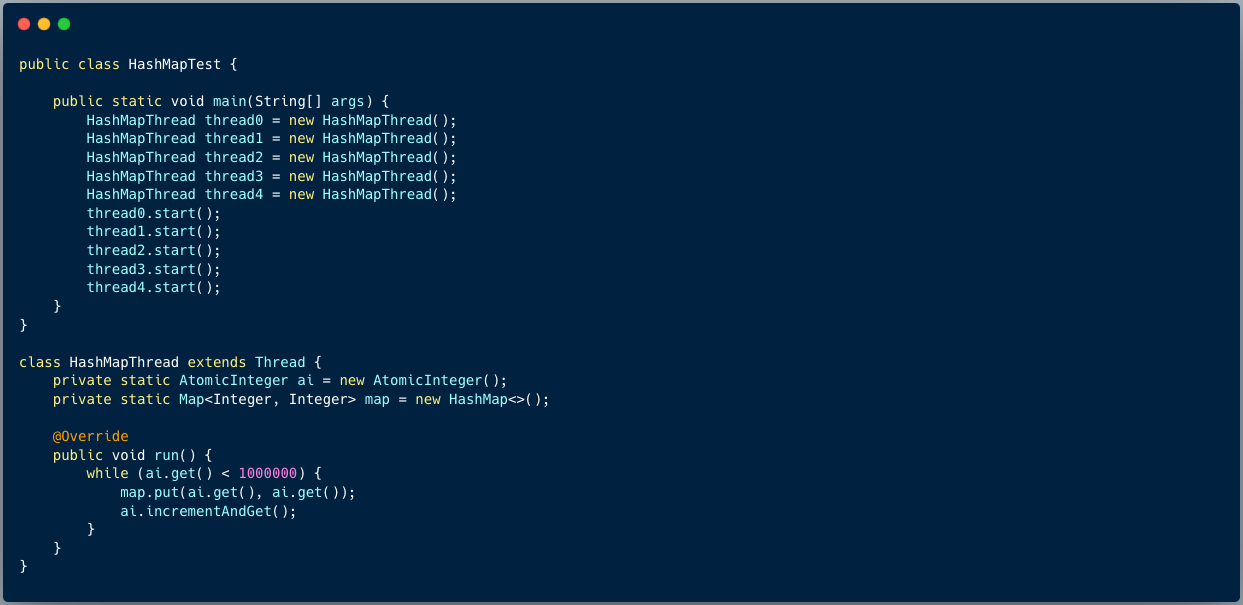 public class HashMapTest {
    public static void main(String[] args) {
        HashMapThread thread0 = new HashMapThread();
        HashMapThread thread1 = new HashMapThread();
        HashMapThread thread2 = new HashMapThread();
        HashMapThread thread3 = new HashMapThread();
        HashMapThread thread4 = new HashMapThread();
        thread0.start();
        thread1.start();
        thread2.start();
        thread3.start();
        thread4.start();
    }
}
class HashMapThread extends Thread {
    private static AtomicInteger ai = new AtomicInteger();
    private static Map<Integer, Integer> map = new HashMap<>();
    @Override
    public void run() {
        while (ai.get() < 1000000) {
            map.put(ai.get(), ai.get());
            ai.incrementAndGet();
        }
    }
}